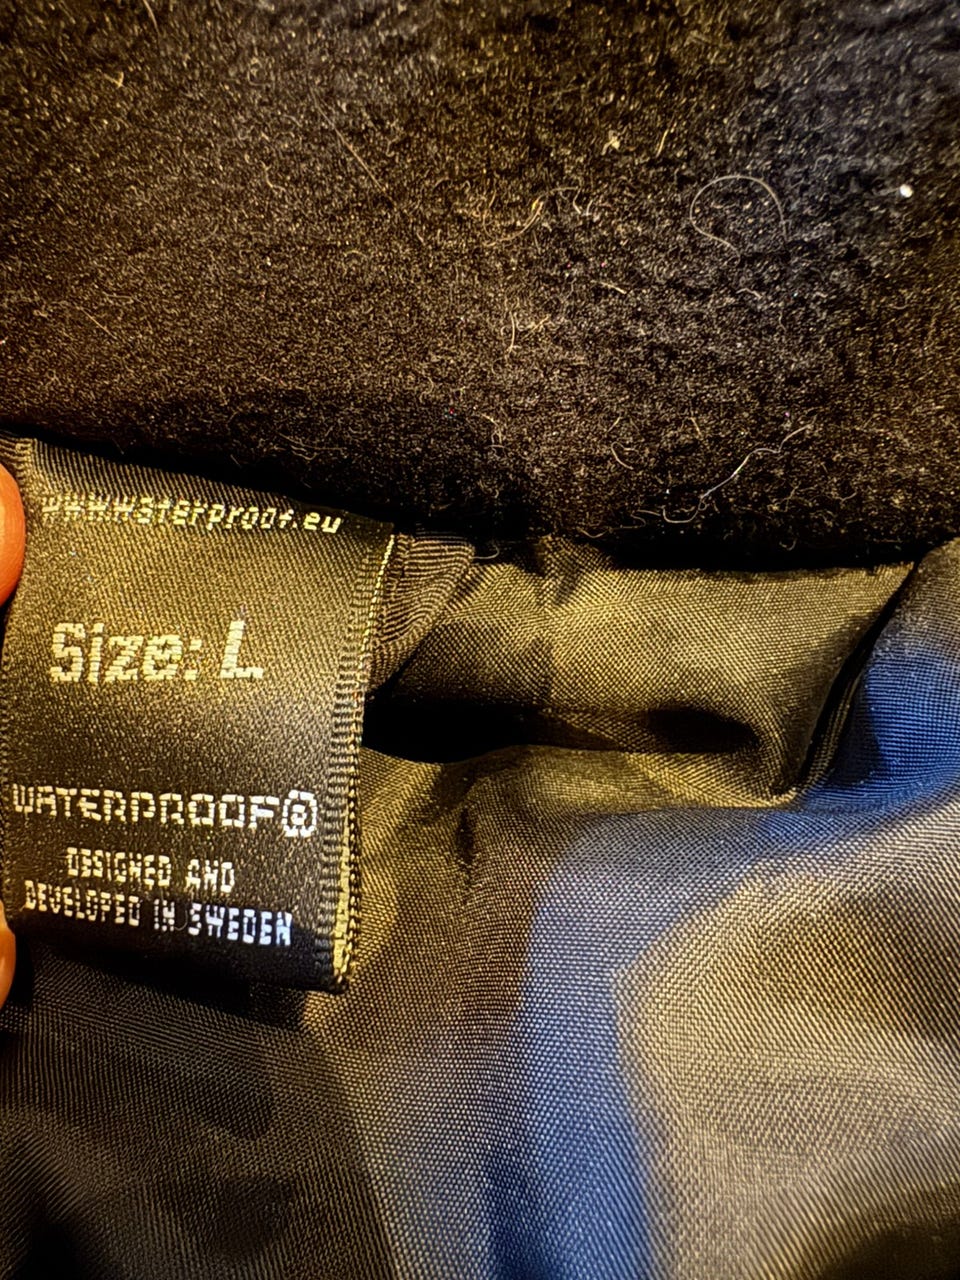 www.waterproof.eu
Size: L
WATERPROOF®
DESIGNED AND
DEVELOPED IN SWEDEN